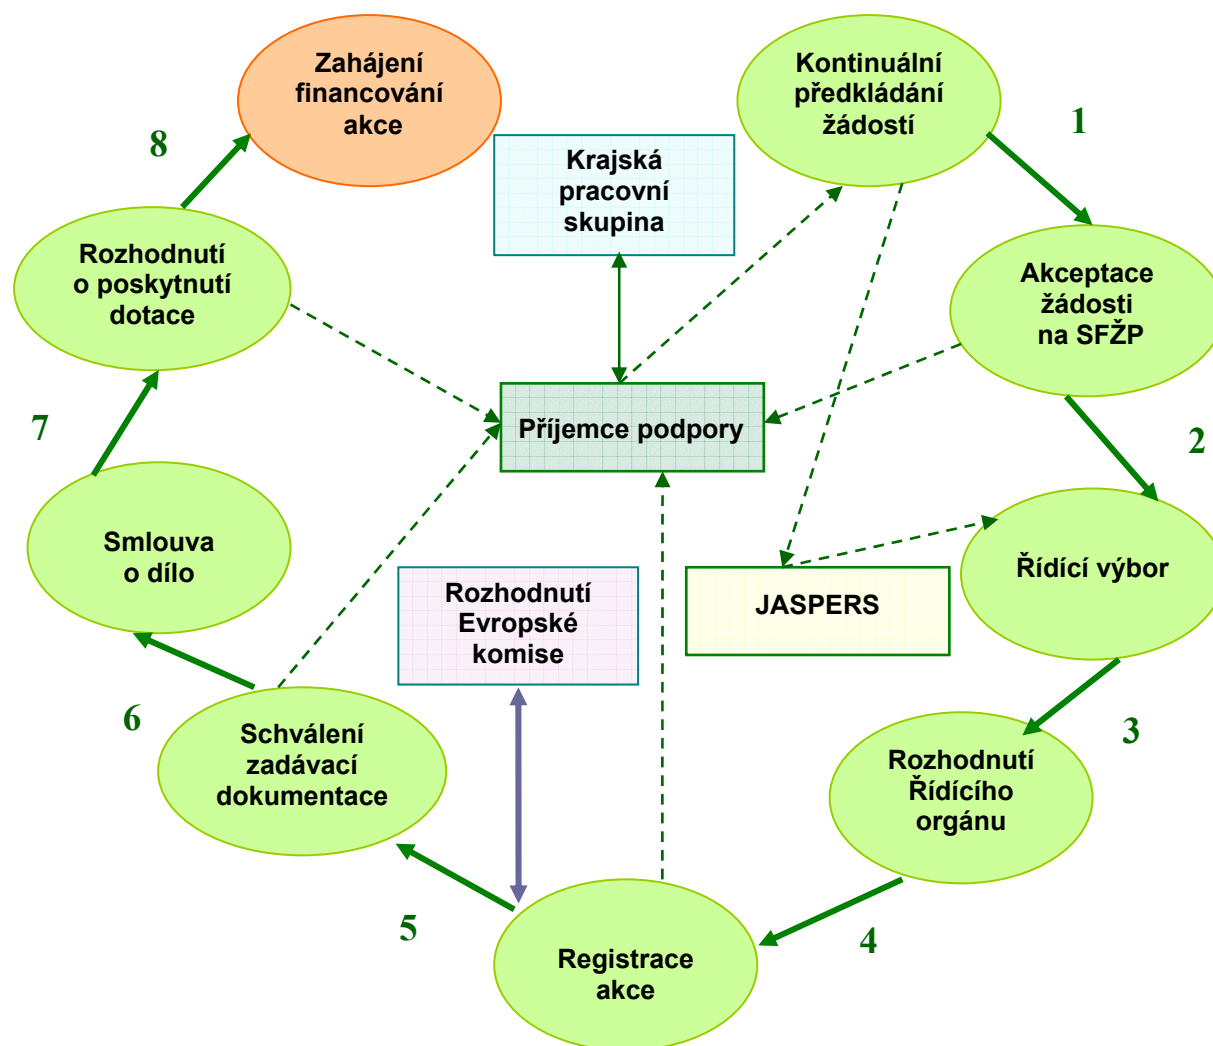 Zahájení
financování
akce
Kontinuální
předkládání
žádostí
1
8
Krajská
pracovní
skupina
Rozhodnutí
o poskytnutí
dotace
Akceptace
žádosti
na SFŽP
7
Příjemce podpory
2
Smlouva
o dílo
Řídící výbor
Rozhodnutí
Evropské
komise
JASPERS
6
3
Schválení
zadávací
dokumentace
Rozhodnutí
Řídícího
orgánu
5
4
Registrace
akce